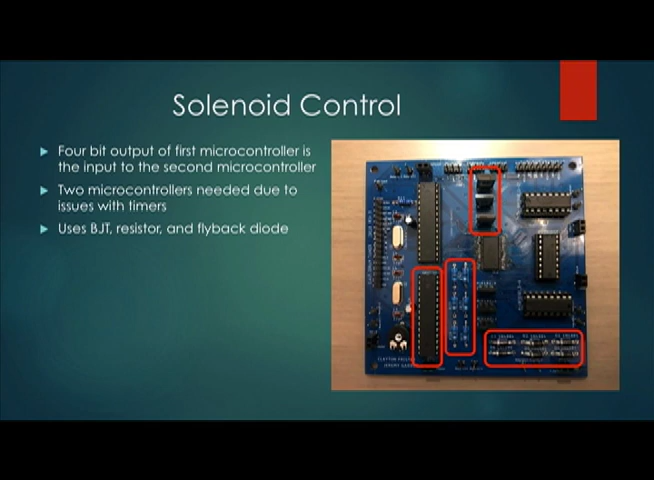 Solenoid Control
Four bit output of first microcontroller is
the input to the second microcontroller
Two microcontrollers needed due to
issues with timers
Uses BJT, resistor, and flyback diode